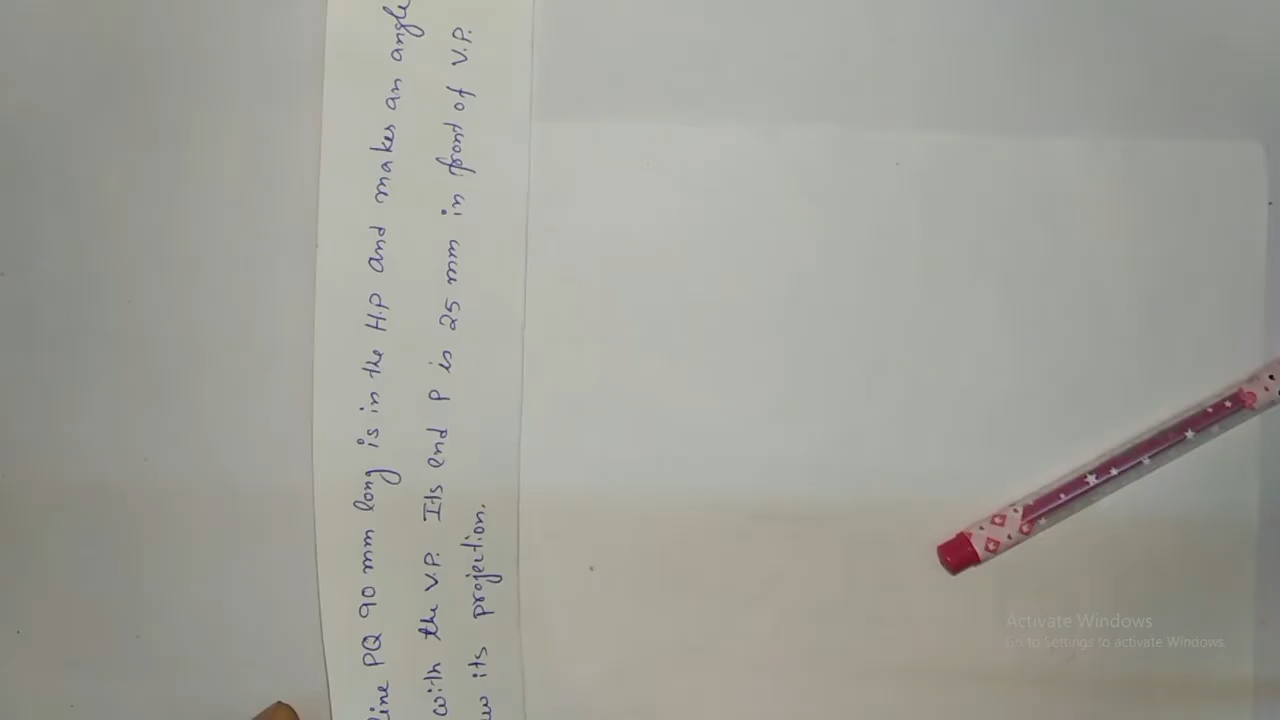 line PQ 90 mm long is in the H.P and makes an angle
with the V.P. Its end P is 25 mm in front of V.P.
its projection.
Activate Windows
Go to Settings to activate Windows.